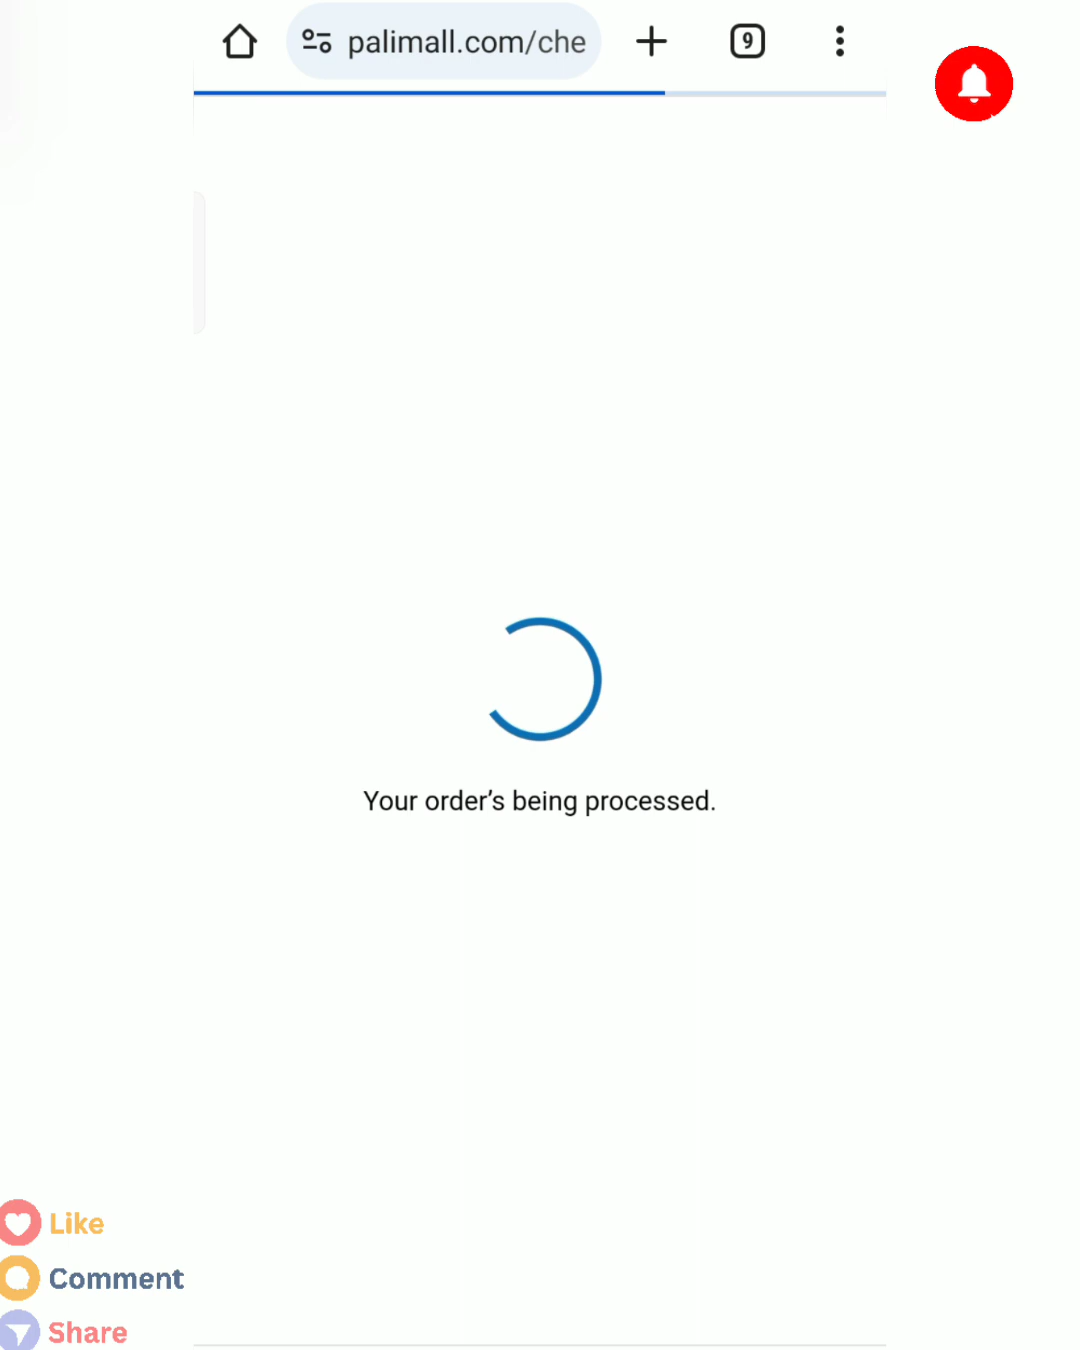 palimall.com/che
9
Your order’s being processed.
Like
Comment
Share